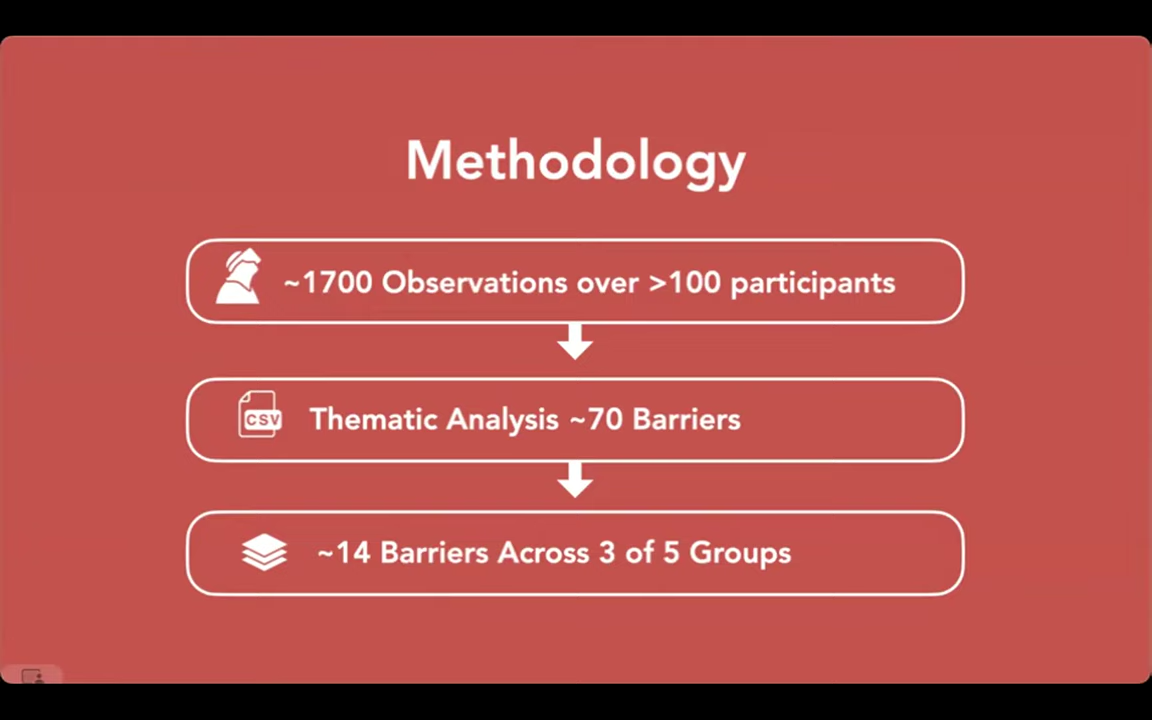 Methodology
~1700 Observations over >100 participants
CSV
Thematic Analysis ~70 Barriers
~14 Barriers Across 3 of 5 Groups